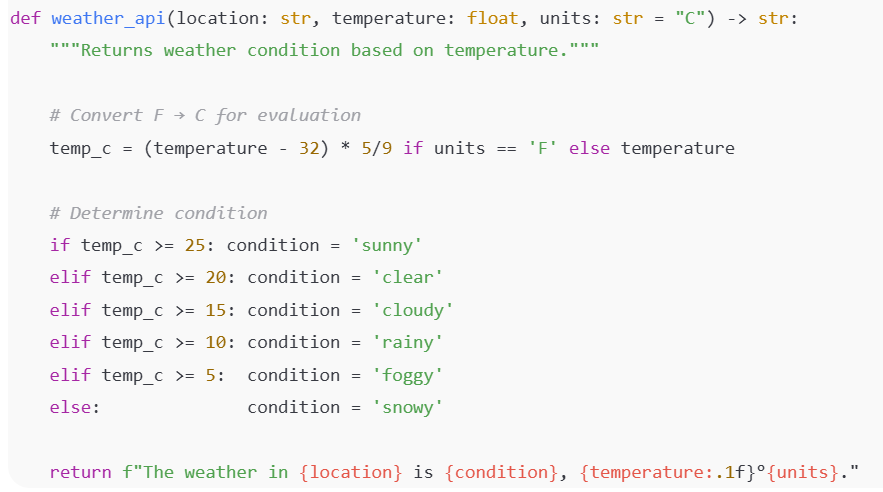 def weather_api(location: str, temperature: float, units: str = "C") -> str:
    """Returns weather condition based on temperature."""

    # Convert F → C for evaluation
    temp_c = (temperature - 32) * 5/9 if units == 'F' else temperature

    # Determine condition
    if temp_c >= 25: condition = 'sunny'
    elif temp_c >= 20: condition = 'clear'
    elif temp_c >= 15: condition = 'cloudy'
    elif temp_c >= 10: condition = 'rainy'
    elif temp_c >= 5:  condition = 'foggy'
    else:              condition = 'snowy'

    return f"The weather in {location} is {condition}, {temperature:.1f}°{units}."